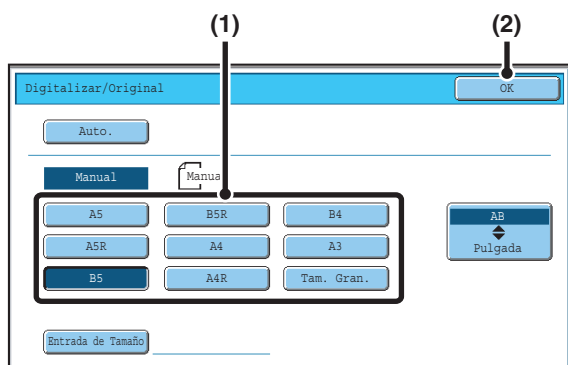 (1) (2)
Digitalizar/Original OK
Auto.
Manual Manua
A5 B5R B4 AB
A5R A4 A3 Pulgada
B5 A4R Tam. Gran.
Entrada de Tamaño